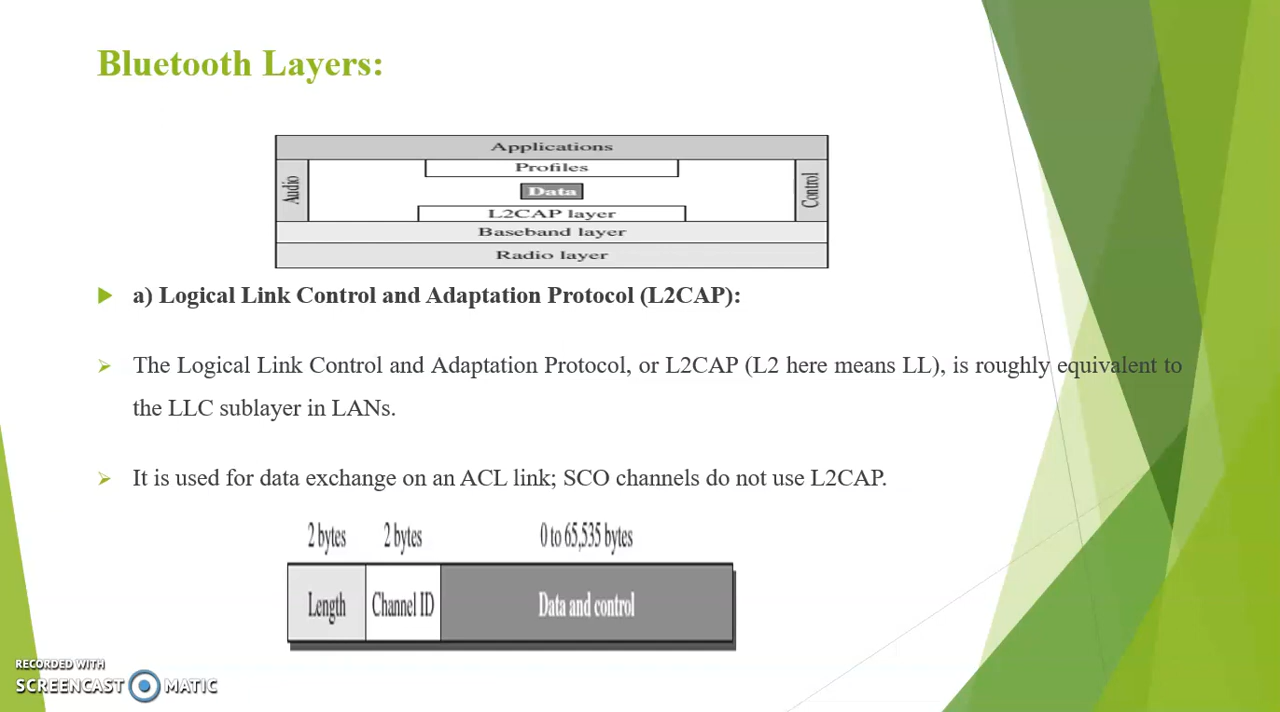 Bluetooth Layers:
Applications
Profiles
Audio
Data
Control
L2CAP layer
Baseband layer
Radio layer
a) Logical Link Control and Adaptation Protocol (L2CAP):
The Logical Link Control and Adaptation Protocol, or L2CAP (L2 here means LL), is roughly equivalent to
the LLC sublayer in LANs.
It is used for data exchange on an ACL link; SCO channels do not use L2CAP.
2 bytes 2 bytes 0 to 65,535 bytes
Length Channel ID Data and control
RECORDED WITH
SCREENCAST MATIC